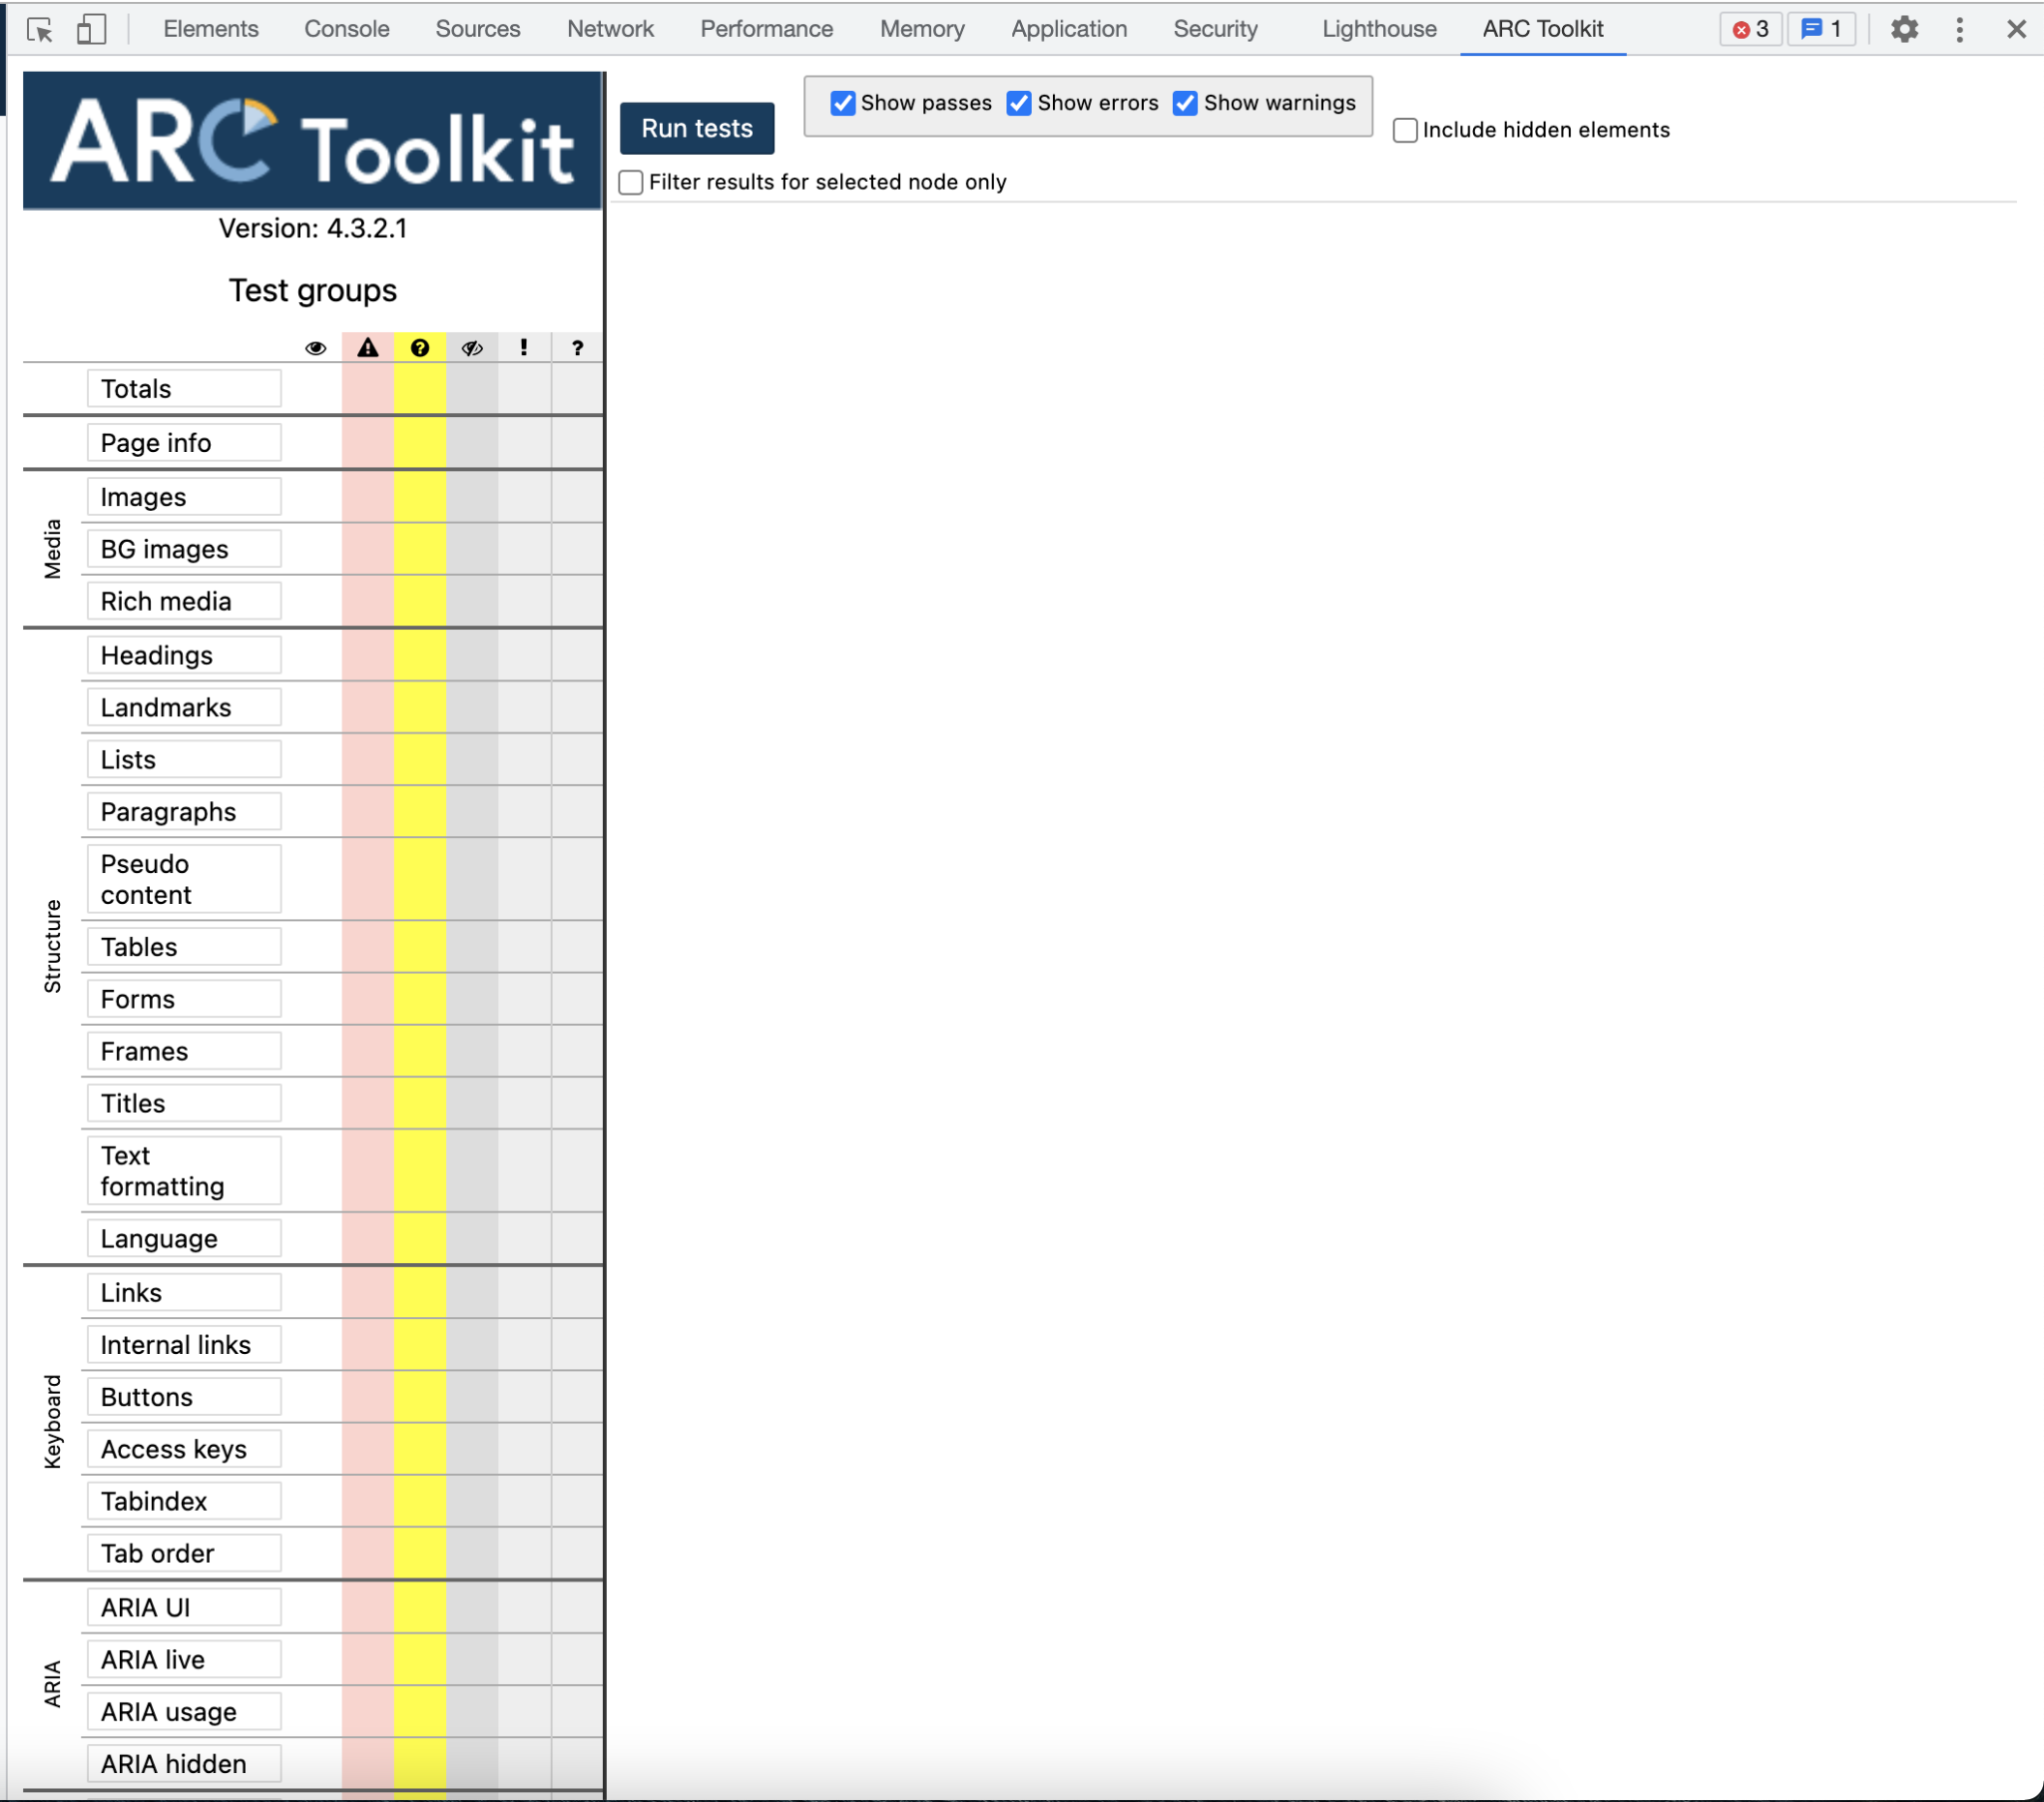 Elements Console Sources Network Performance Memory Application Security Lighthouse ARC Toolkit 3 1
ARC Toolkit
Version: 4.3.2.1
Run tests
Show passes Show errors Show warnings
Include hidden elements
Filter results for selected node only
Test groups
! ?
Totals
Page info
Media
Images
BG images
Rich media
Structure
Headings
Landmarks
Lists
Paragraphs
Pseudo
content
Tables
Forms
Frames
Titles
Text
formatting
Language
Keyboard
Links
Internal links
Buttons
Access keys
Tabindex
Tab order
ARIA
ARIA UI
ARIA live
ARIA usage
ARIA hidden